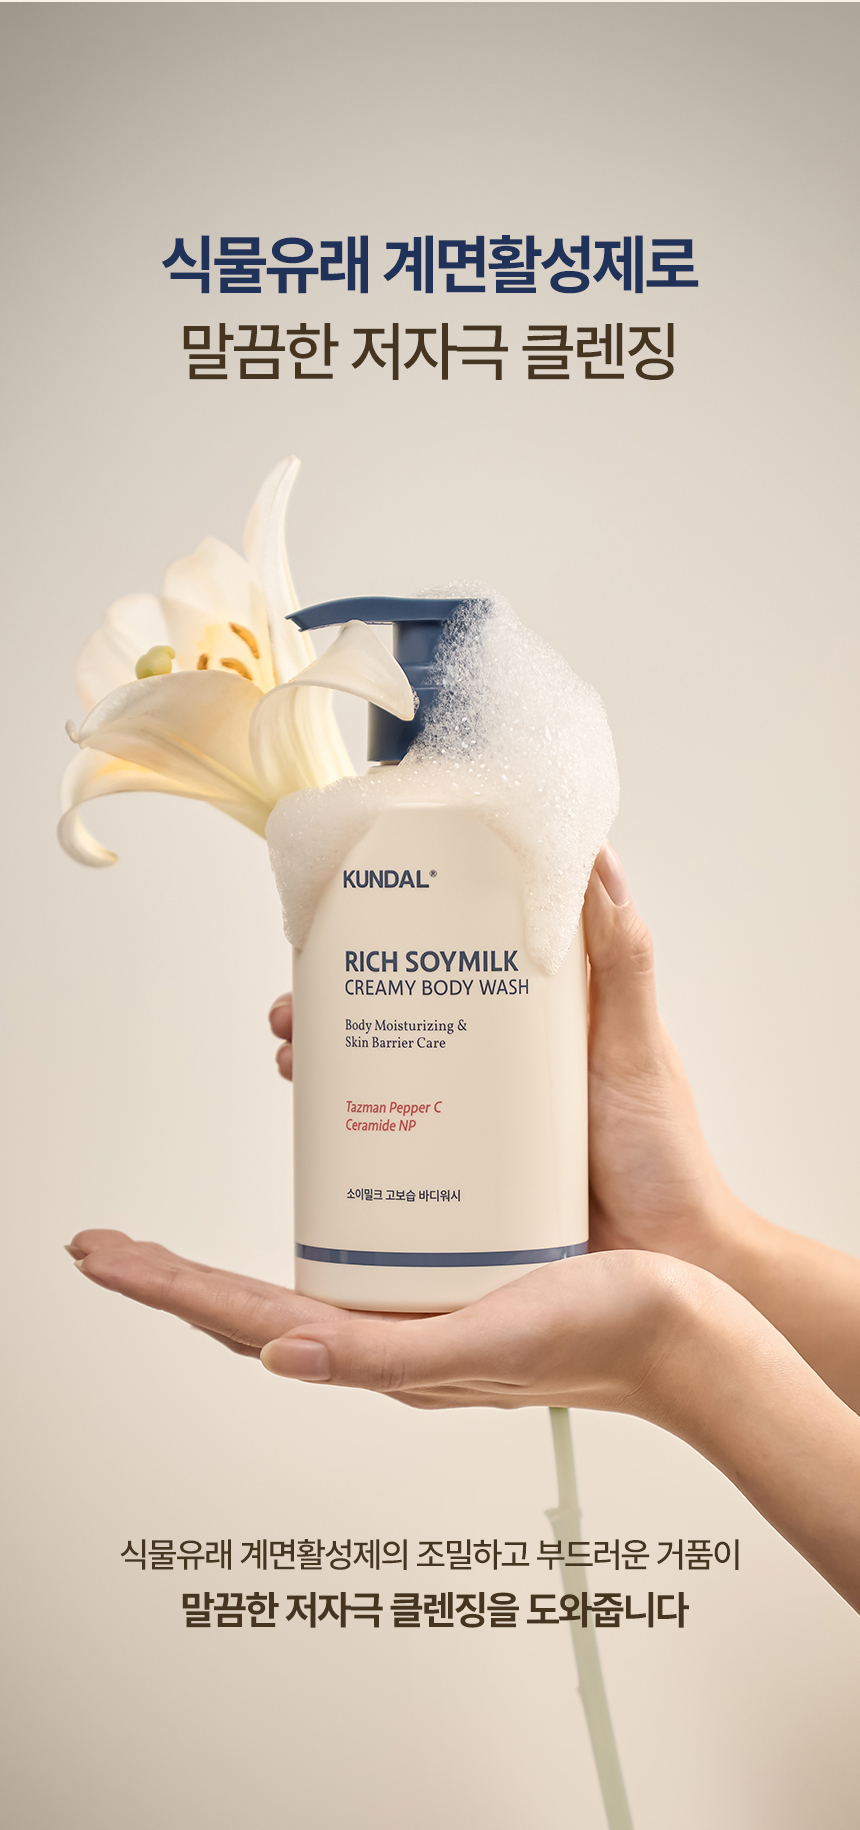 식물유래 계면활성제로
말끔한 저자극 클렌징
KUNDAL®
RICH SOYMILK
CREAMY BODY WASH
Body Moisturizing &
Skin Barrier Care
Tazman Pepper C
Ceramide NP
소이밀크 고보습 바디워시
식물유래 계면활성제의 조밀하고 부드러운 거품이
말끔한 저자극 클렌징을 도와줍니다